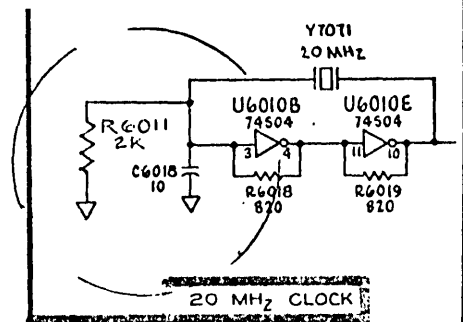 Y7071
20 MHZ
U6010B
74S04
U6010E
74S04
R6011
2K
C6018
10
3
4
11
10
R6018
820
R6019
820
20 MHZ CLOCK